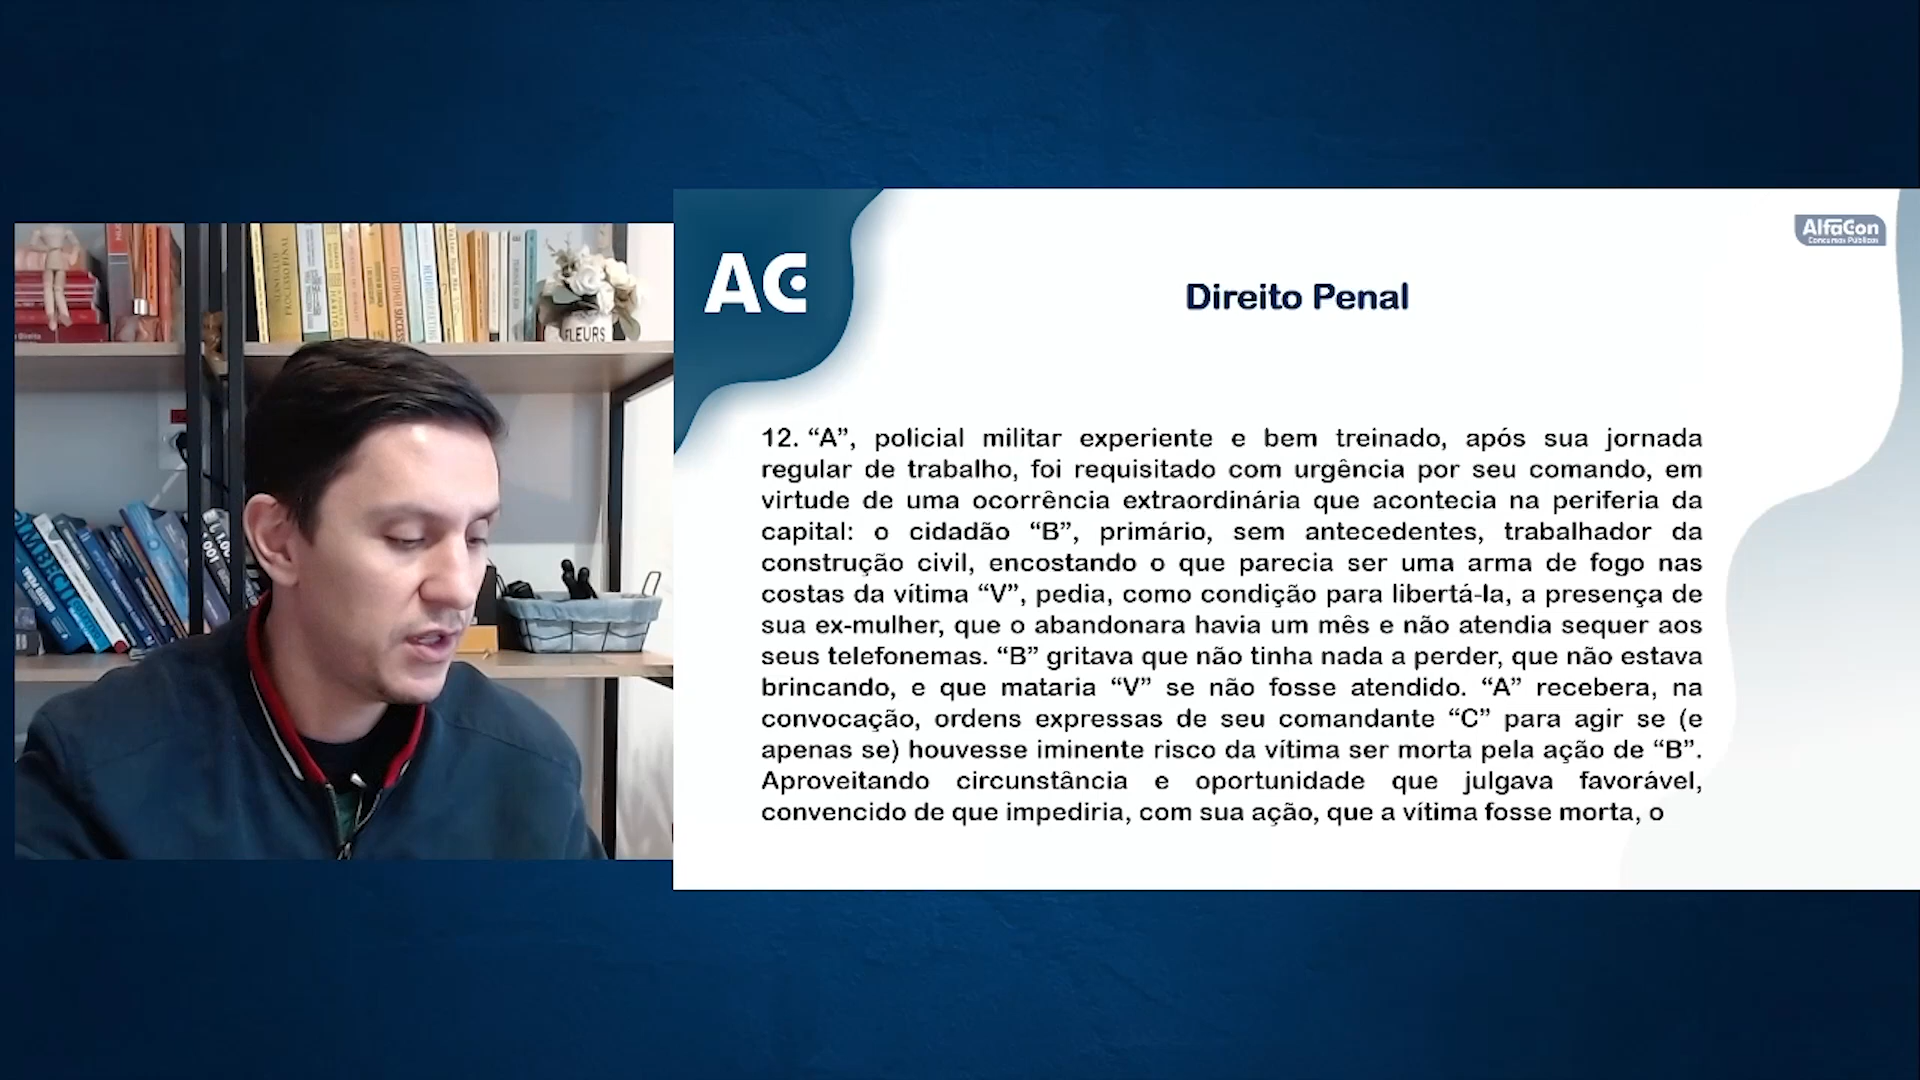 AC
AlfaCon
Concursos Públicos
Direito Penal
12. “A”, policial militar experiente e bem treinado, após sua jornada
regular de trabalho, foi requisitado com urgência por seu comando, em
virtude de uma ocorrência extraordinária que acontecia na periferia da
capital: o cidadão “B”, primário, sem antecedentes, trabalhador da
construção civil, encostando o que parecia ser uma arma de fogo nas
costas da vítima “V”, pedia, como condição para libertá-la, a presença de
sua ex-mulher, que o abandonara havia um mês e não atendia sequer aos
seus telefonemas. “B” gritava que não tinha nada a perder, que não estava
brincando, e que mataria “V” se não fosse atendido. “A” recebera, na
convocação, ordens expressas de seu comandante “C” para agir se (e
apenas se) houvesse iminente risco da vítima ser morta pela ação de “B”.
Aproveitando circunstância e oportunidade que julgava favorável,
convencido de que impediria, com sua ação, que a vítima fosse morta, o
FLEURS
PROCESSO PENAL
CUSTOMER SUCCESS